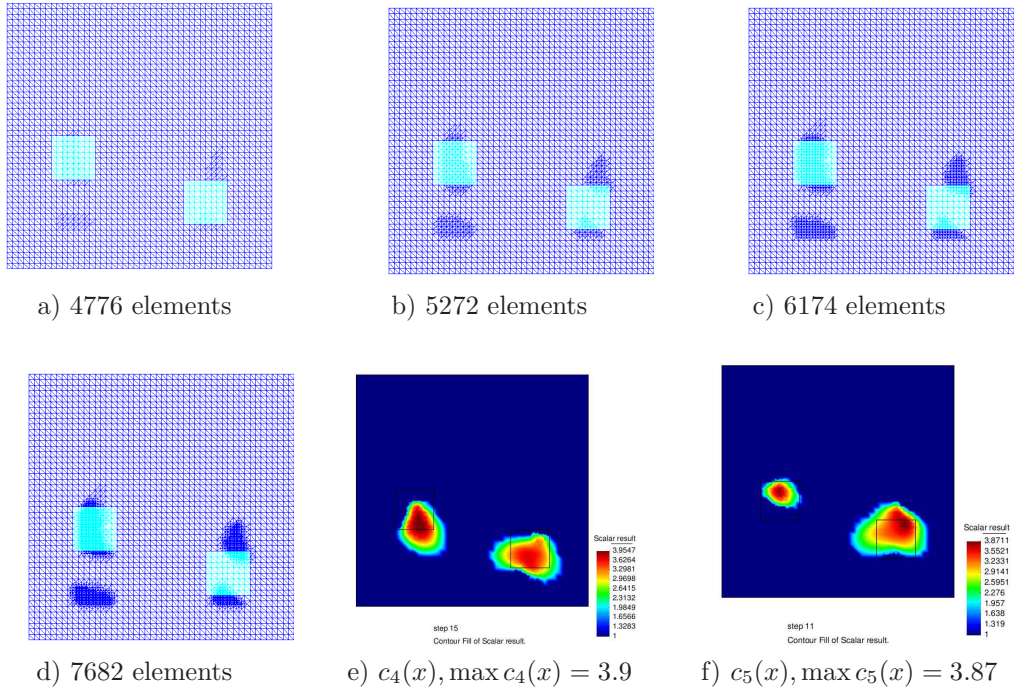 a) 4776 elements
b) 5272 elements
c) 6174 elements
Scalar result
3.9547
3.6264
3.2981
2.9698
2.6415
2.3132
1.9849
1.6566
1.3283
1
step 15
Contour Fill of Scalar result.
Scalar result
3.8711
3.5521
3.2331
2.9141
2.5951
2.276
1.957
1.638
1.319
1
step 11
Contour Fill of Scalar result.
d) 7682 elements
e) c₄(x), max c₄(x) = 3.9
f) c₅(x), max c₅(x) = 3.87